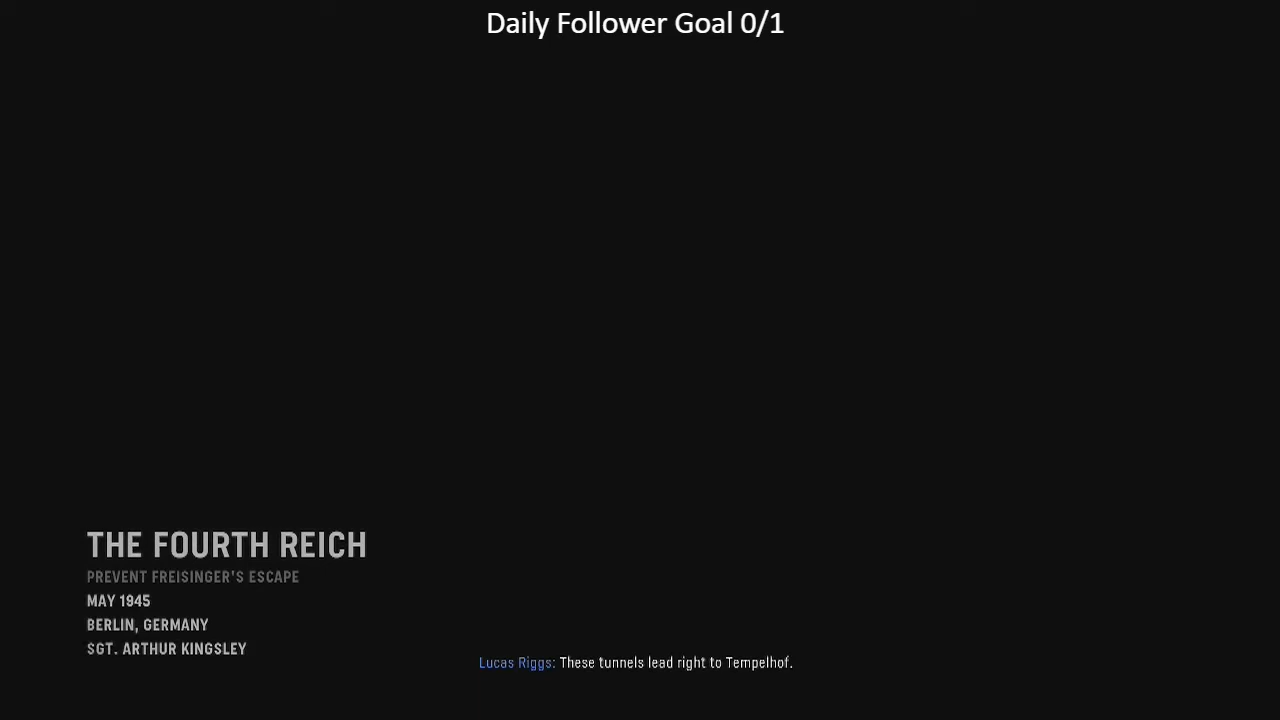 Daily Follower Goal 0/1
THE FOURTH REICH
PREVENT FREISINGER'S ESCAPE
MAY 1945
BERLIN, GERMANY
SGT. ARTHUR KINGSLEY
Lucas Riggs: These tunnels lead right to Tempelhof.